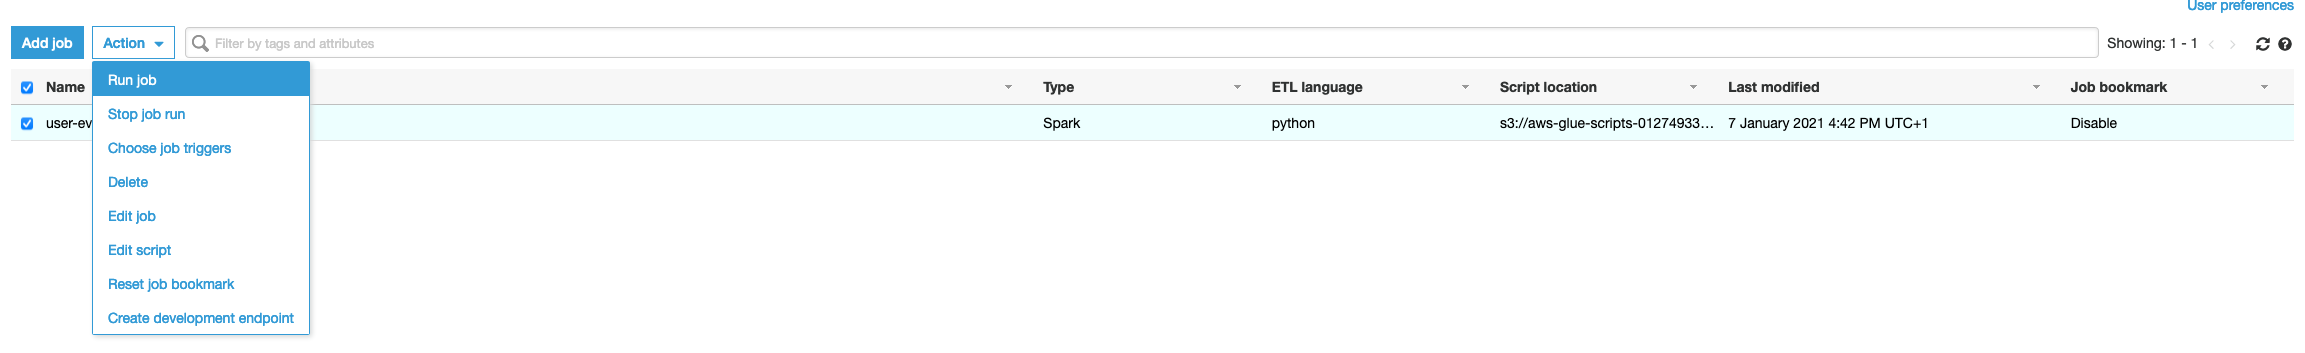 User preferences
Add job Action Filter by tags and attributes Showing: 1 - 1
Name Type ETL language Script location Last modified Job bookmark
user-ev Spark python s3://aws-glue-scripts-01274933... 7 January 2021 4:42 PM UTC+1 Disable
Run job
Stop job run
Choose job triggers
Delete
Edit job
Edit script
Reset job bookmark
Create development endpoint